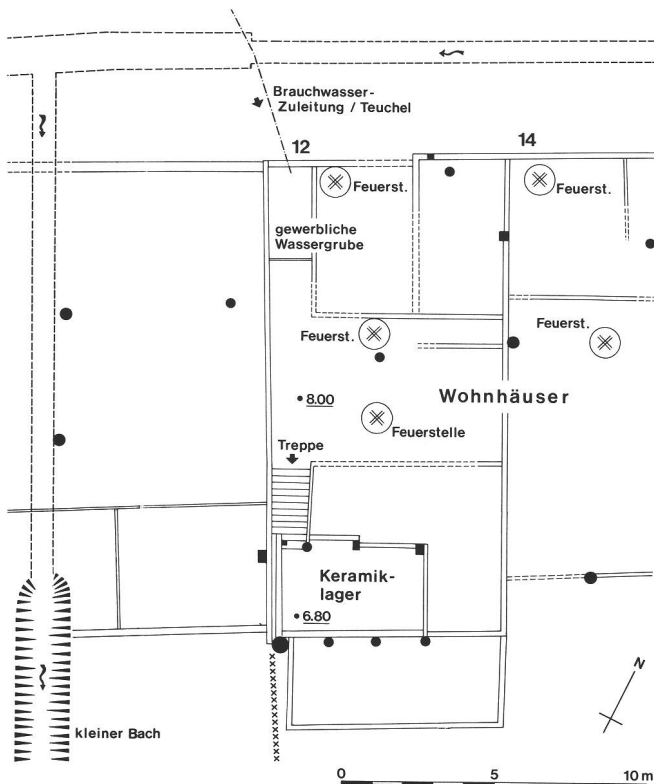 Brauchwasser-
Zuleitung / Teuchel
12
14
Feuerst.
Feuerst.
gewerbliche
Wassergrube
Feuerst.
Feuerst.
8.00
Wohnhäuser
Feuerstelle
Treppe
Keramik-
lager
6.80
N
kleiner Bach
0 5 10 m